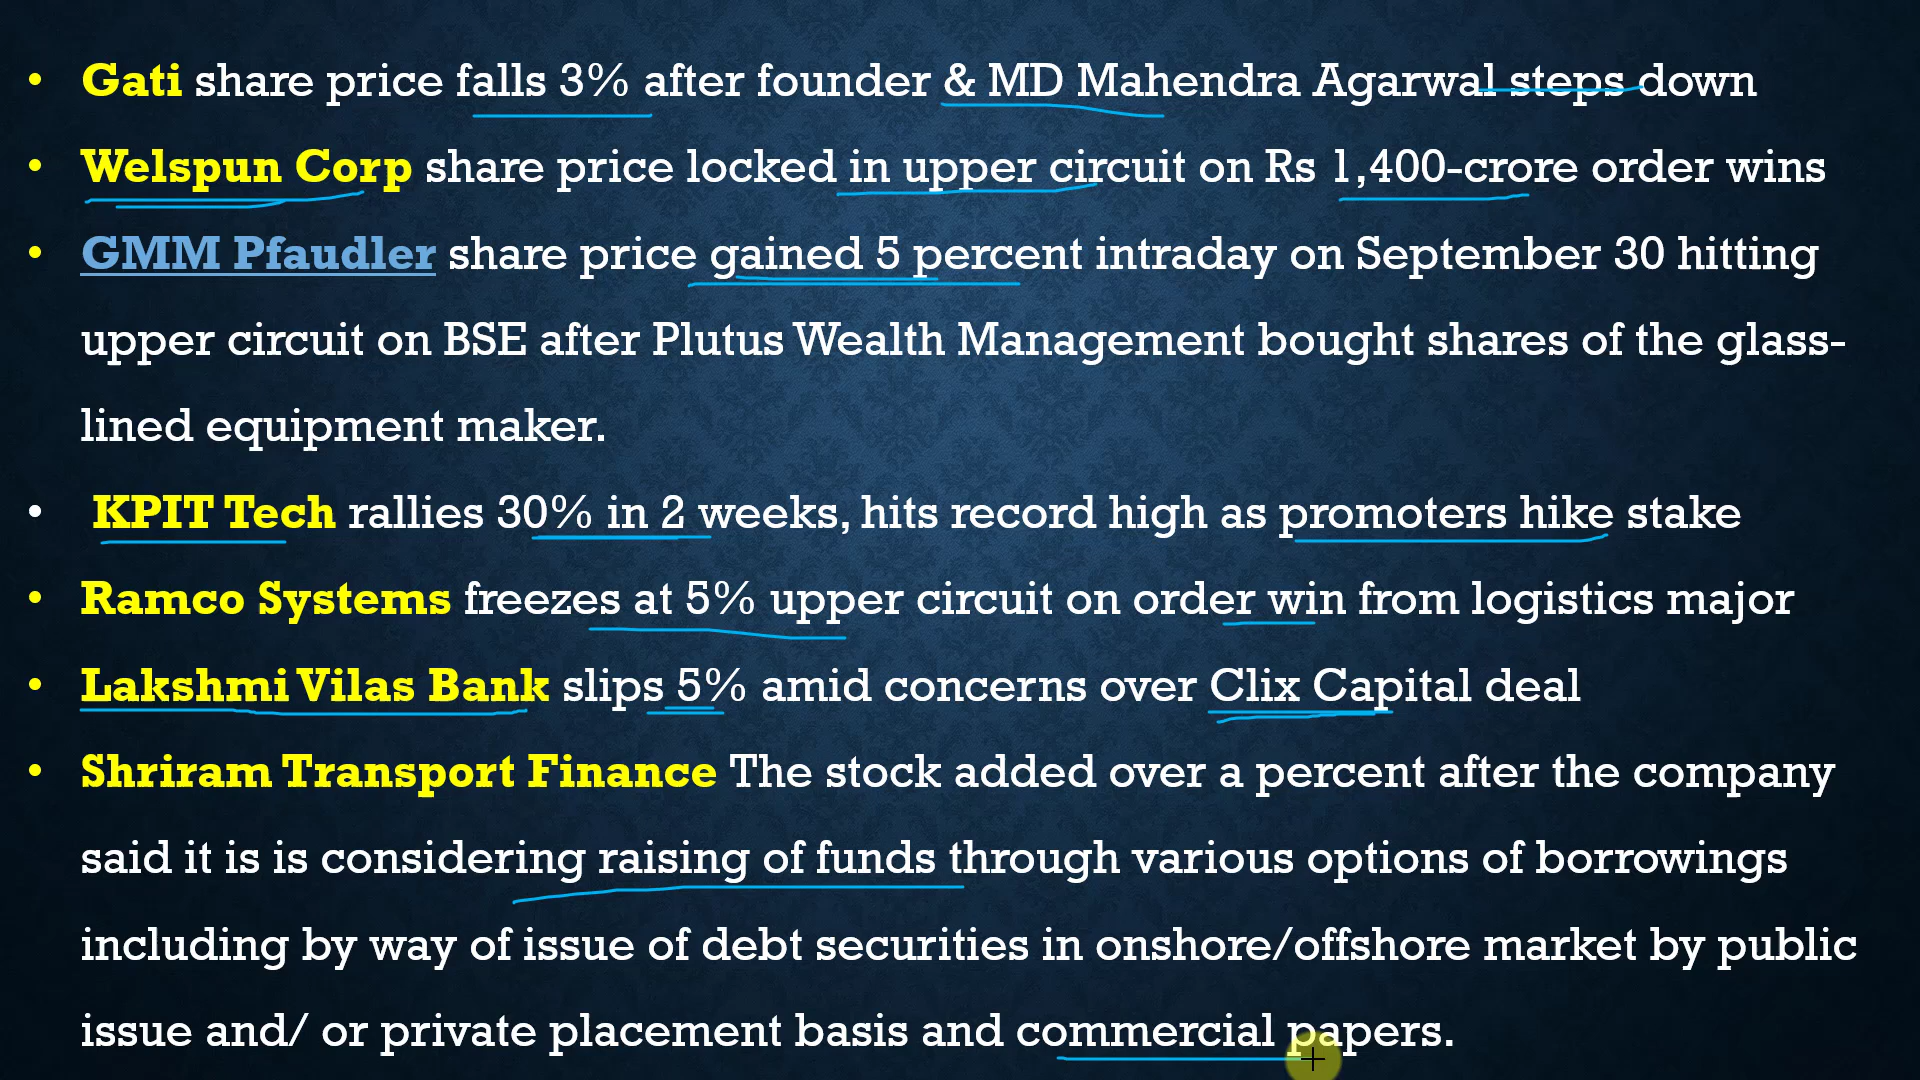 • Gati share price falls 3% after founder & MD Mahendra Agarwal steps down
• Welspun Corp share price locked in upper circuit on Rs 1,400-crore order wins
• GMM Pfaudler share price gained 5 percent intraday on September 30 hitting
upper circuit on BSE after Plutus Wealth Management bought shares of the glass-
lined equipment maker.
• KPIT Tech rallies 30% in 2 weeks, hits record high as promoters hike stake
• Ramco Systems freezes at 5% upper circuit on order win from logistics major
• Lakshmi Vilas Bank slips 5% amid concerns over Clix Capital deal
• Shriram Transport Finance The stock added over a percent after the company
said it is is considering raising of funds through various options of borrowings
including by way of issue of debt securities in onshore/offshore market by public
issue and/ or private placement basis and commercial papers.